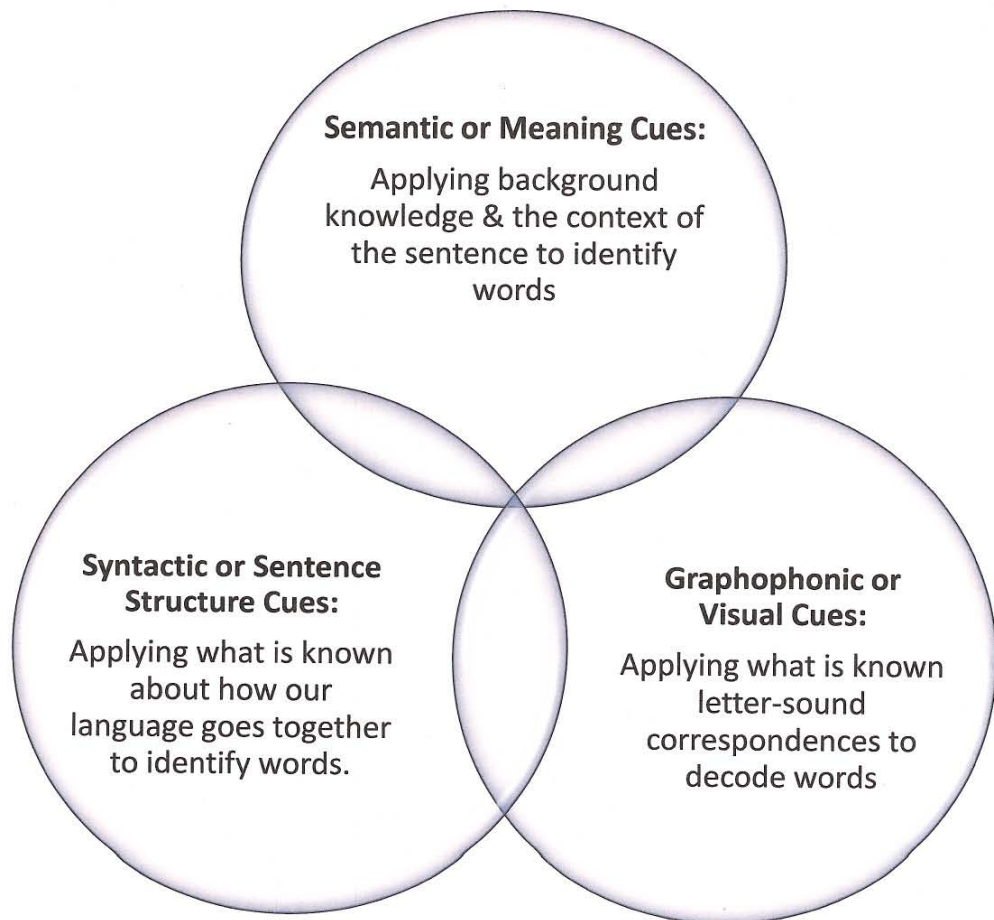 Semantic or Meaning Cues:
Applying background
knowledge & the context of
the sentence to identify
words
Syntactic or Sentence
Structure Cues:
Applying what is known
about how our
language goes together
to identify words.
Graphophonic or
Visual Cues:
Applying what is known
letter-sound
correspondences to
decode words